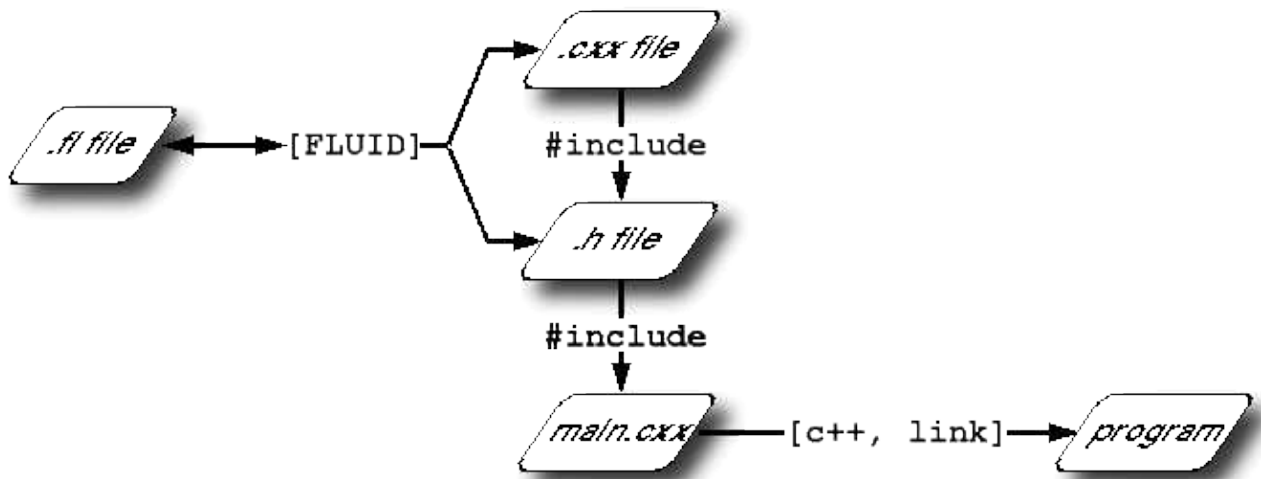 .cxx file
.fl file
[FLUID]
#include
.h file
#include
main.cxx
[c++, link]
program